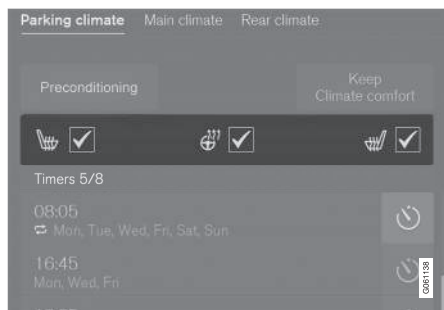 Parking climate Main climate Rear climate
Preconditioning
Keep
Climate comfort
Timers 5/8
08:05
Mon, Tue, Wed, Fri, Sat, Sun
16:45
Mon, Wed, Fri
G061138